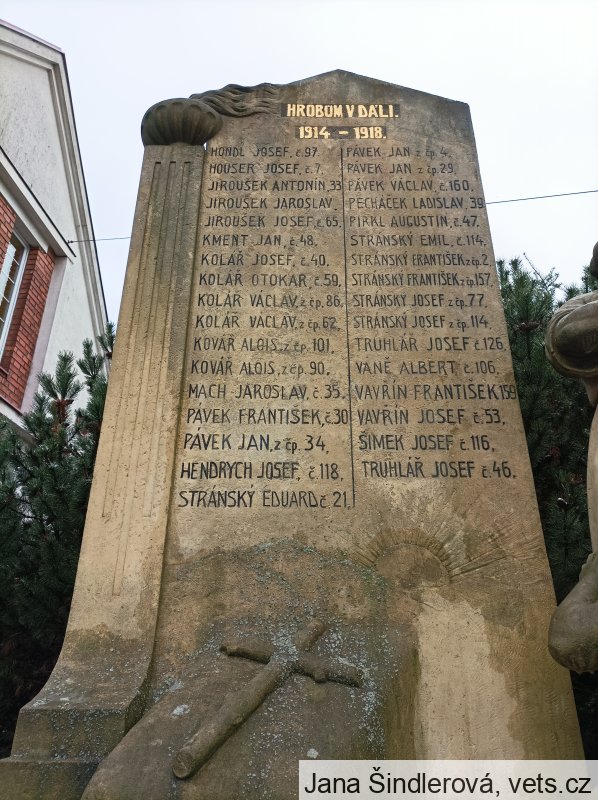 HROBŮM V DÁLI.
1914 – 1918.
HONDL JOSEF, č. 97.
HOUSER JOSEF, č. 7.
JIROUŠEK ANTONÍN, 33
JIROUŠEK JAROSLAV,
JIROUŠEK JOSEF č. 65.
KMENT JAN, č. 48.
KOLÁŘ JOSEF, č. 40.
KOLÁŘ OTOKAR, č. 59.
KOLÁŘ VÁCLAV, z čp. 86.
KOLÁŘ VÁCLAV, z čp. 62.
KOVÁŘ ALOIS, z čp. 101.
KOVÁŘ ALOIS, z čp. 90.
MACH JAROSLAV, č. 35.
PÁVEK FRANTIŠEK, č. 30
PÁVEK JAN, z čp. 34.
HENDRYCH JOSEF, č. 118.
STRÁNSKÝ EDUARD č. 21.
PÁVEK JAN z čp. 4.
PÁVEK JAN z čp. 29.
PÁVEK VÁCLAV, č. 160.
PECHÁČEK LADISLAV, 39
PIRKL AUGUSTIN, č. 47.
STRÁNSKÝ EMIL, č. 114.
STRÁNSKÝ FRANTIŠEK z čp. 2.
STRÁNSKÝ FRANTIŠEK, z čp. 157.
STRÁNSKÝ JOSEF z čp. 77.
STRÁNSKÝ JOSEF z čp. 114.
TRUHLÁŘ JOSEF č. 126.
VANĚ ALBERT č. 106.
VAVŘÍN FRANTIŠEK 159
VAVŘÍN JOSEF č. 53.
ŠIMEK JOSEF č. 116.
TRUHLÁŘ JOSEF č. 46.
Jana Šindlerová, vets.cz